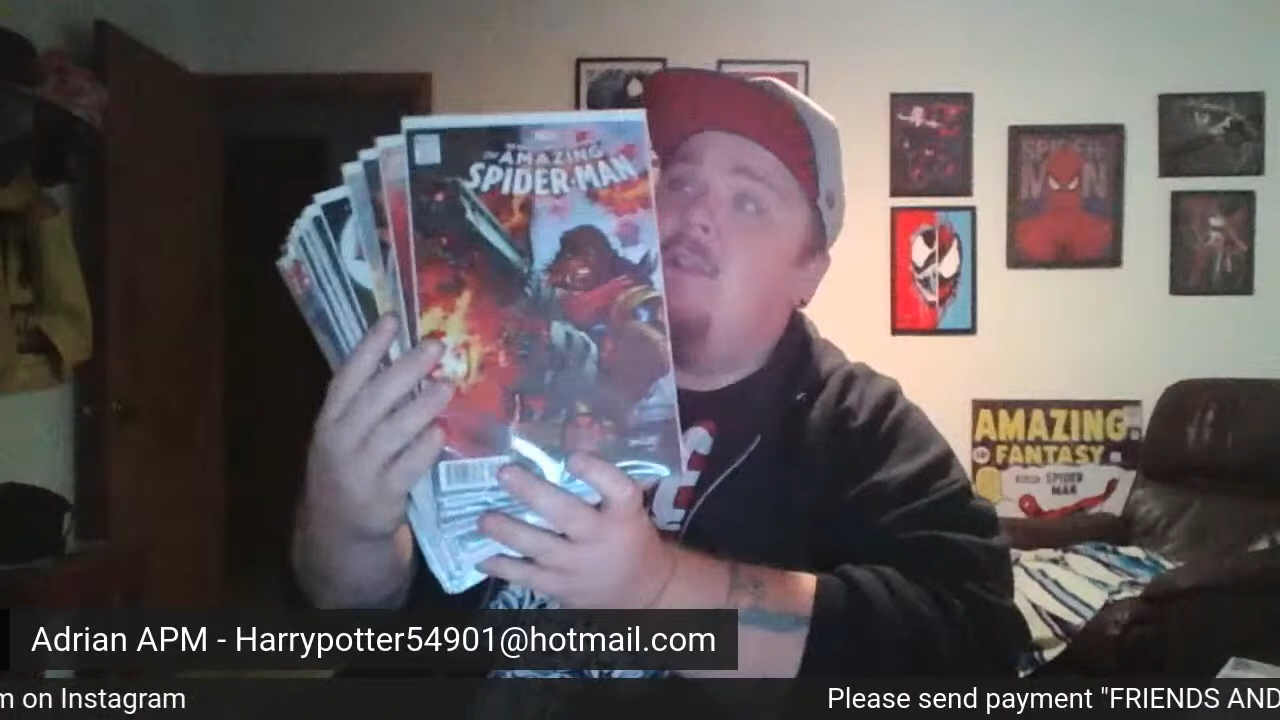 THE AMAZING
SPIDER-MAN
SPIDER
MAN
AMAZING
FANTASY
SPIDER
MAN
Adrian APM - Harrypotter54901@hotmail.com
m on Instagram
Please send payment "FRIENDS AND